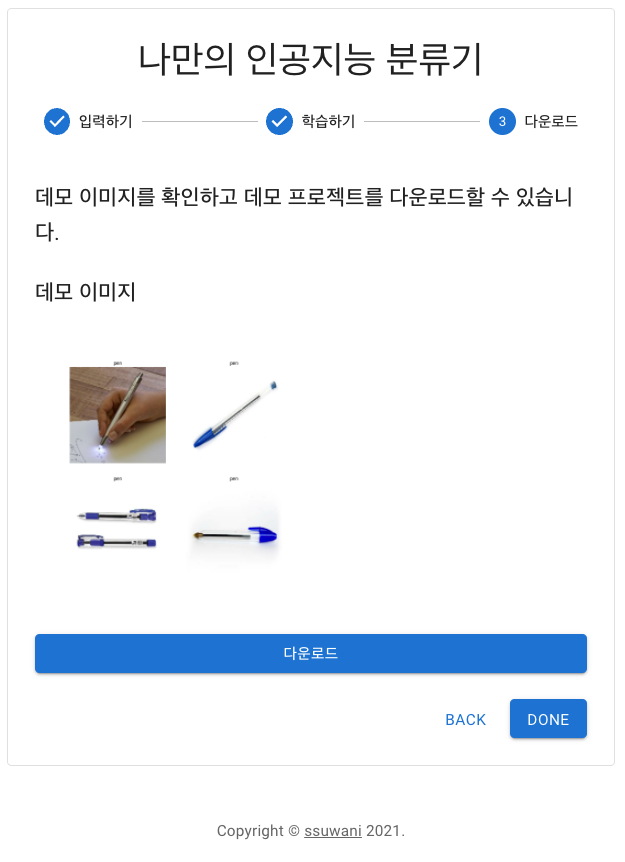 나만의 인공지능 분류기
입력하기
학습하기
3 다운로드
데모 이미지를 확인하고 데모 프로젝트를 다운로드할 수 있습니
다.
데모 이미지
pen
pen
pen
pen
다운로드
BACK
DONE
Copyright © ssuwani 2021.